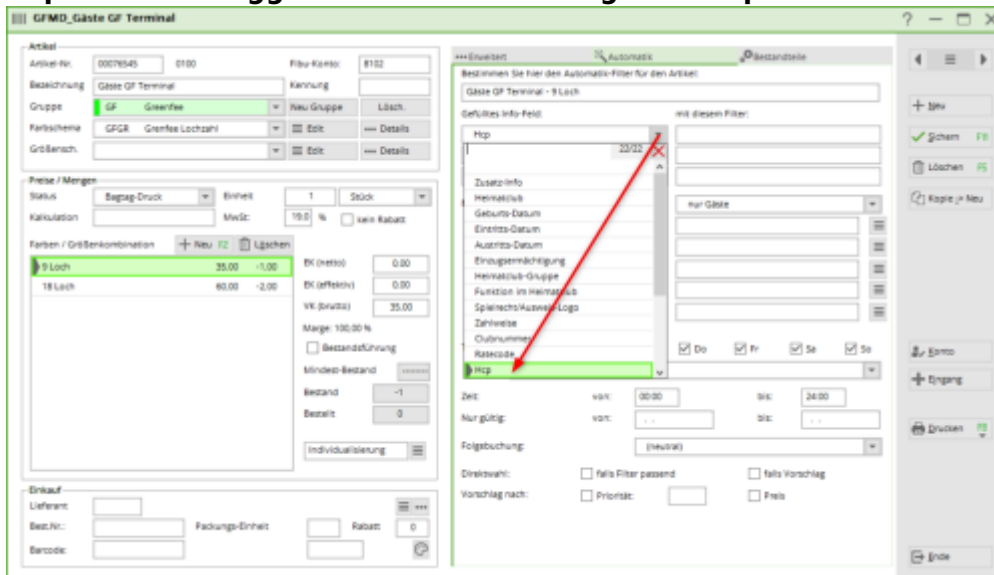 GFMD_Gäste GF Terminal
Artikel
Artikel-Nr. 00076545 0100 Fibu-Konto: 8102
Bezeichnung Gäste GF Terminal Kennung
Gruppe GF Greenfee Neu Gruppe Lösch.
Farbschema GFGR Grenfee Lochzahl Edit Details
Größensch. Edit Details
Preise / Mengen
Status Bagtag-Druck Einheit 1 Stück
Kalkulation MwSt: 19.0 % kein Rabatt
Farben / Größenkombination Neu F2 Löschen
9 Loch 35,00 -1,00
18 Loch 60,00 -2,00
EK (netto) 0.00
EK (effektiv) 0.00
VK (brutto) 35.00
Marge: 100,00 %
Bestandsführung
Mindest-Bestand
Bestand -1
Bestellt 0
Individualisierung
Einkauf
Lieferant
Best.Nr.: Packungs-Einheit Rabatt 0
Barcode:
Erweitert Automatik Bestandteile
Bestimmen Sie hier den Automatik-Filter für den Artikel:
Gäste GF Terminal - 9 Loch
Gefülltes Info-Feld: mit diesem Filter:
Hcp
22/22
Zusatz-Info
Heimatclub
Geburts-Datum
Eintritts-Datum
Austritts-Datum
Einzugsermächtigung
Heimatclub-Gruppe
Funktion im Heimatclub
Spielrecht/Ausweis-Logo
Zahlweise
Clubnummer
Ratecode
Hcp
nur Gäste
Do Fr Sa So
Zeit: von: 00:00 bis: 24:00
Nur gültig: von: . . bis: . .
Folgebuchung: (neutral)
Direktwahl: falls Filter passend falls Vorschlag
Vorschlag nach: Priorität: Preis
Neu
Sichern F8
Löschen F5
Kopie > Neu
Konto
Eingang
Drucken F9
Ende